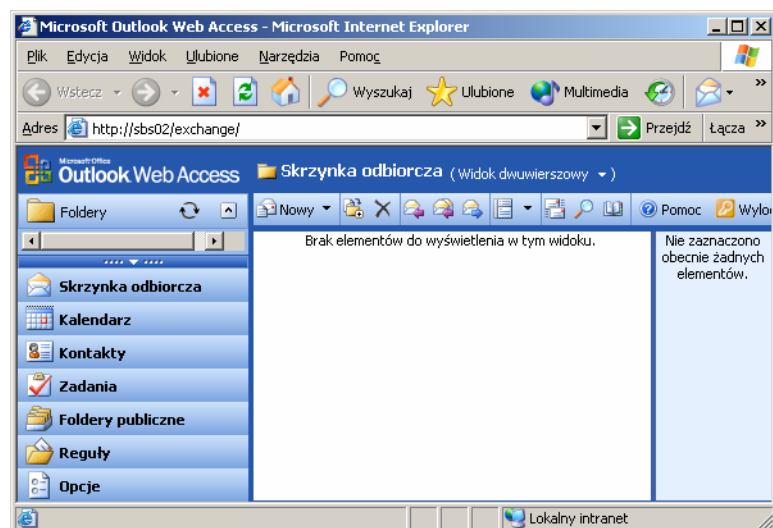 Microsoft Outlook Web Access - Microsoft Internet Explorer
Plik Edycja Widok Ulubione Narzędzia Pomoc
Wstecz Wyszukaj Ulubione Multimedia »
Adres http://sbs02/exchange/ Przejdź Łącza »
Microsoft Office
Outlook Web Access Skrzynka odbiorcza (Widok dwuwierszowy )
Foldery Nowy Pomoc Wylo
Brak elementów do wyświetlenia w tym widoku.
Nie zaznaczono
obecnie żadnych
elementów.
Skrzynka odbiorcza
Kalendarz
Kontakty
Zadania
Foldery publiczne
Reguły
Opcje
Lokalny intranet